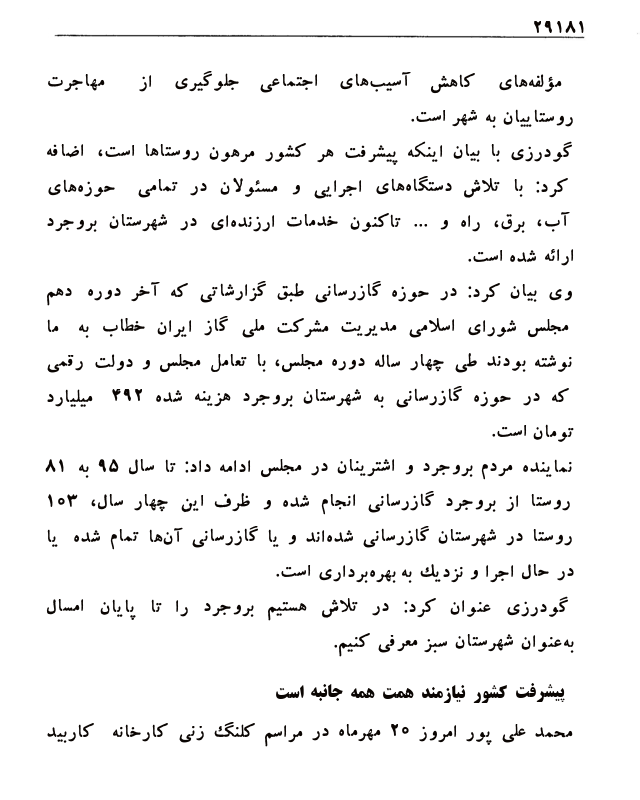 ۲۹۱۸۱
مؤلفه‌های کاهش آسیب‌های اجتماعی جلوگیری از مهاجرت
روستاییان به شهر است.
گودرزی با بیان اینکه پیشرفت هر کشور مرهون روستاها است، اضافه
کرد: با تلاش دستگاه‌های اجرایی و مسئولان در تمامی حوزه‌های
آب، برق، راه و ... تاکنون خدمات ارزنده‌ای در شهرستان بروجرد
ارائه شده است.
وی بیان کرد: در حوزه گازرسانی طبق گزارشاتی که آخر دوره دهم
مجلس شورای اسلامی مدیریت مشرکت ملی گاز ایران خطاب به ما
نوشته بودند طی چهار ساله دوره مجلس، با تعامل مجلس و دولت رقمی
که در حوزه گازرسانی به شهرستان بروجرد هزینه شده ۴۹۲ میلیارد
تومان است.
نماینده مردم بروجرد و اشترینان در مجلس ادامه داد: تا سال ۹۵ به ۸۱
روستا از بروجرد گازرسانی انجام شده و ظرف این چهار سال، ۱۰۳
روستا در شهرستان گازرسانی شده‌اند و یا گازرسانی آن‌ها تمام شده یا
در حال اجرا و نزدیك به بهره‌برداری است.
گودرزی عنوان کرد: در تلاش هستیم بروجرد را تا پایان امسال
به‌عنوان شهرستان سبز معرفی کنیم.
پیشرفت کشور نیازمند همت همه جانبه است
محمد علی پور امروز ۲۰ مهرماه در مراسم کلنگ زنی کارخانه کاربید